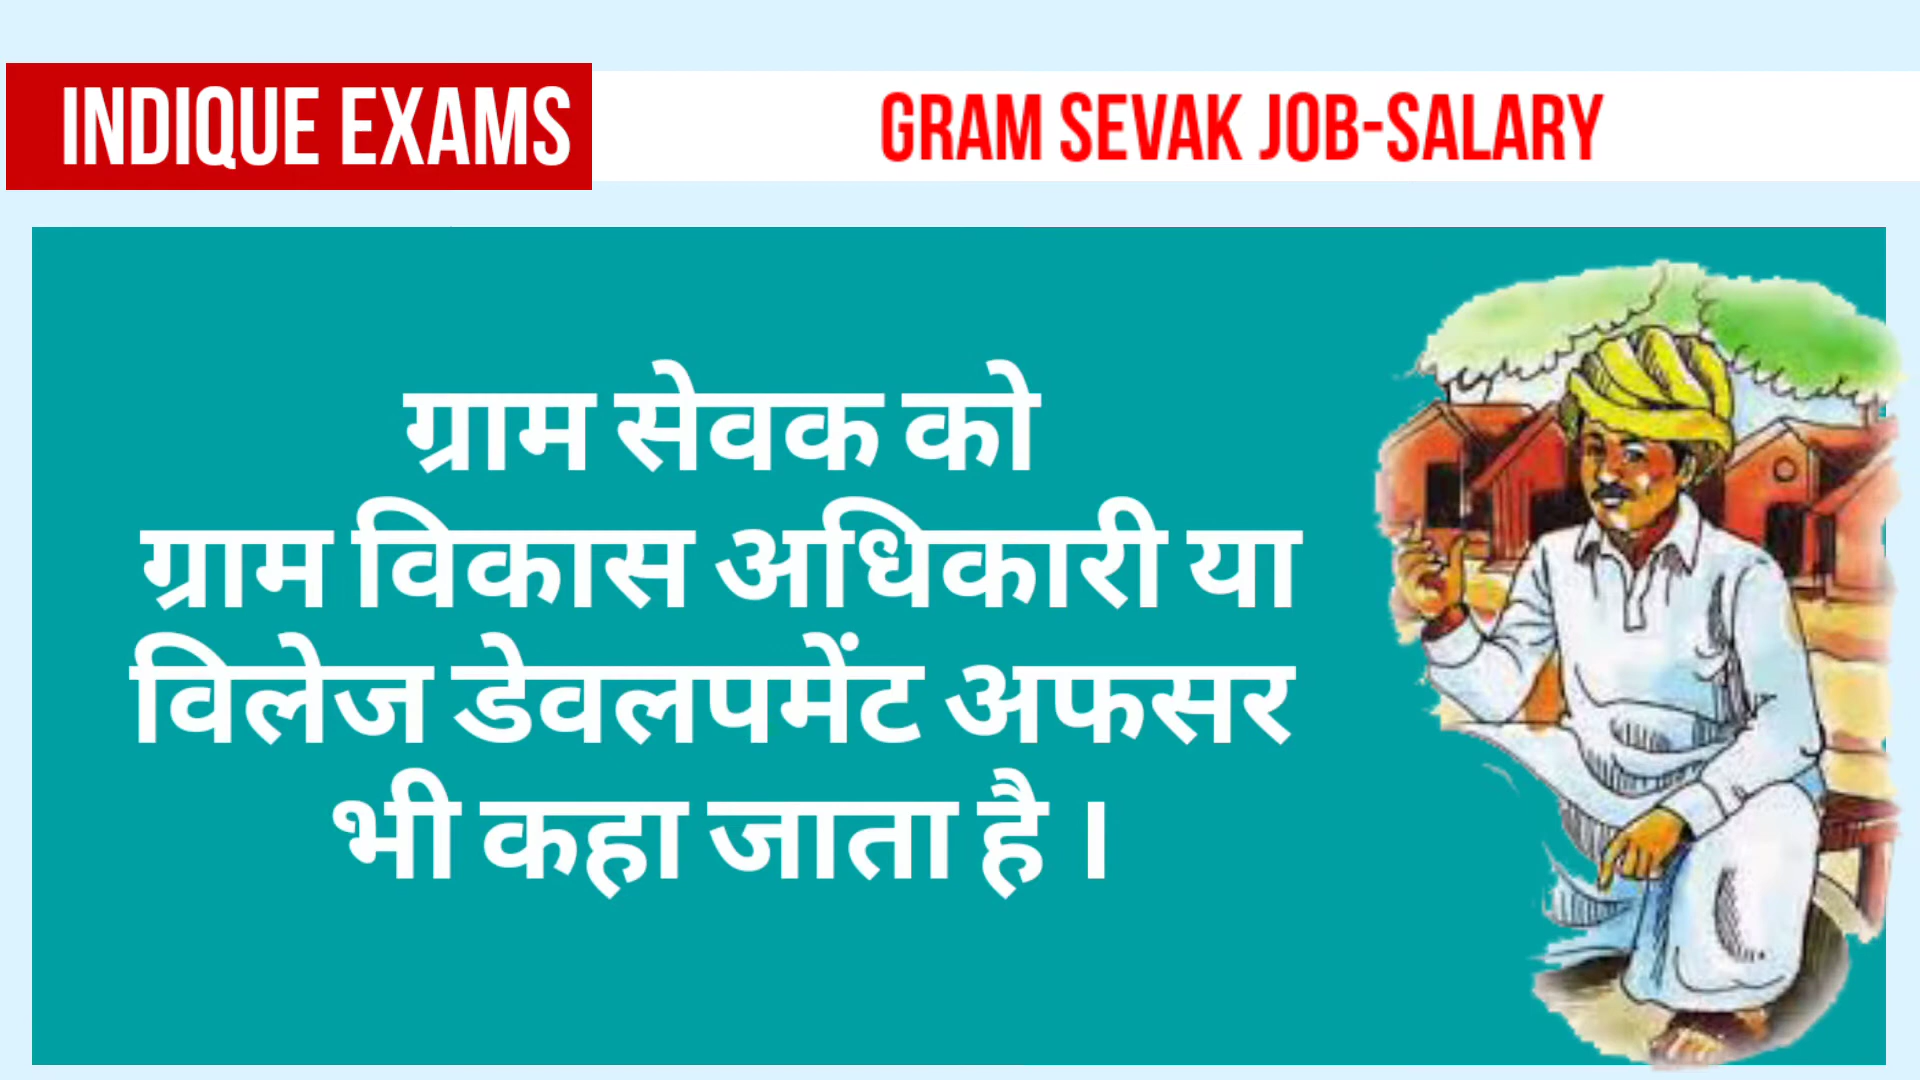 INDIQUE EXAMS
GRAM SEVAK JOB-SALARY
ग्राम सेवक को
ग्राम विकास अधिकारी या
विलेज डेवलपमेंट अफसर
भी कहा जाता है ।